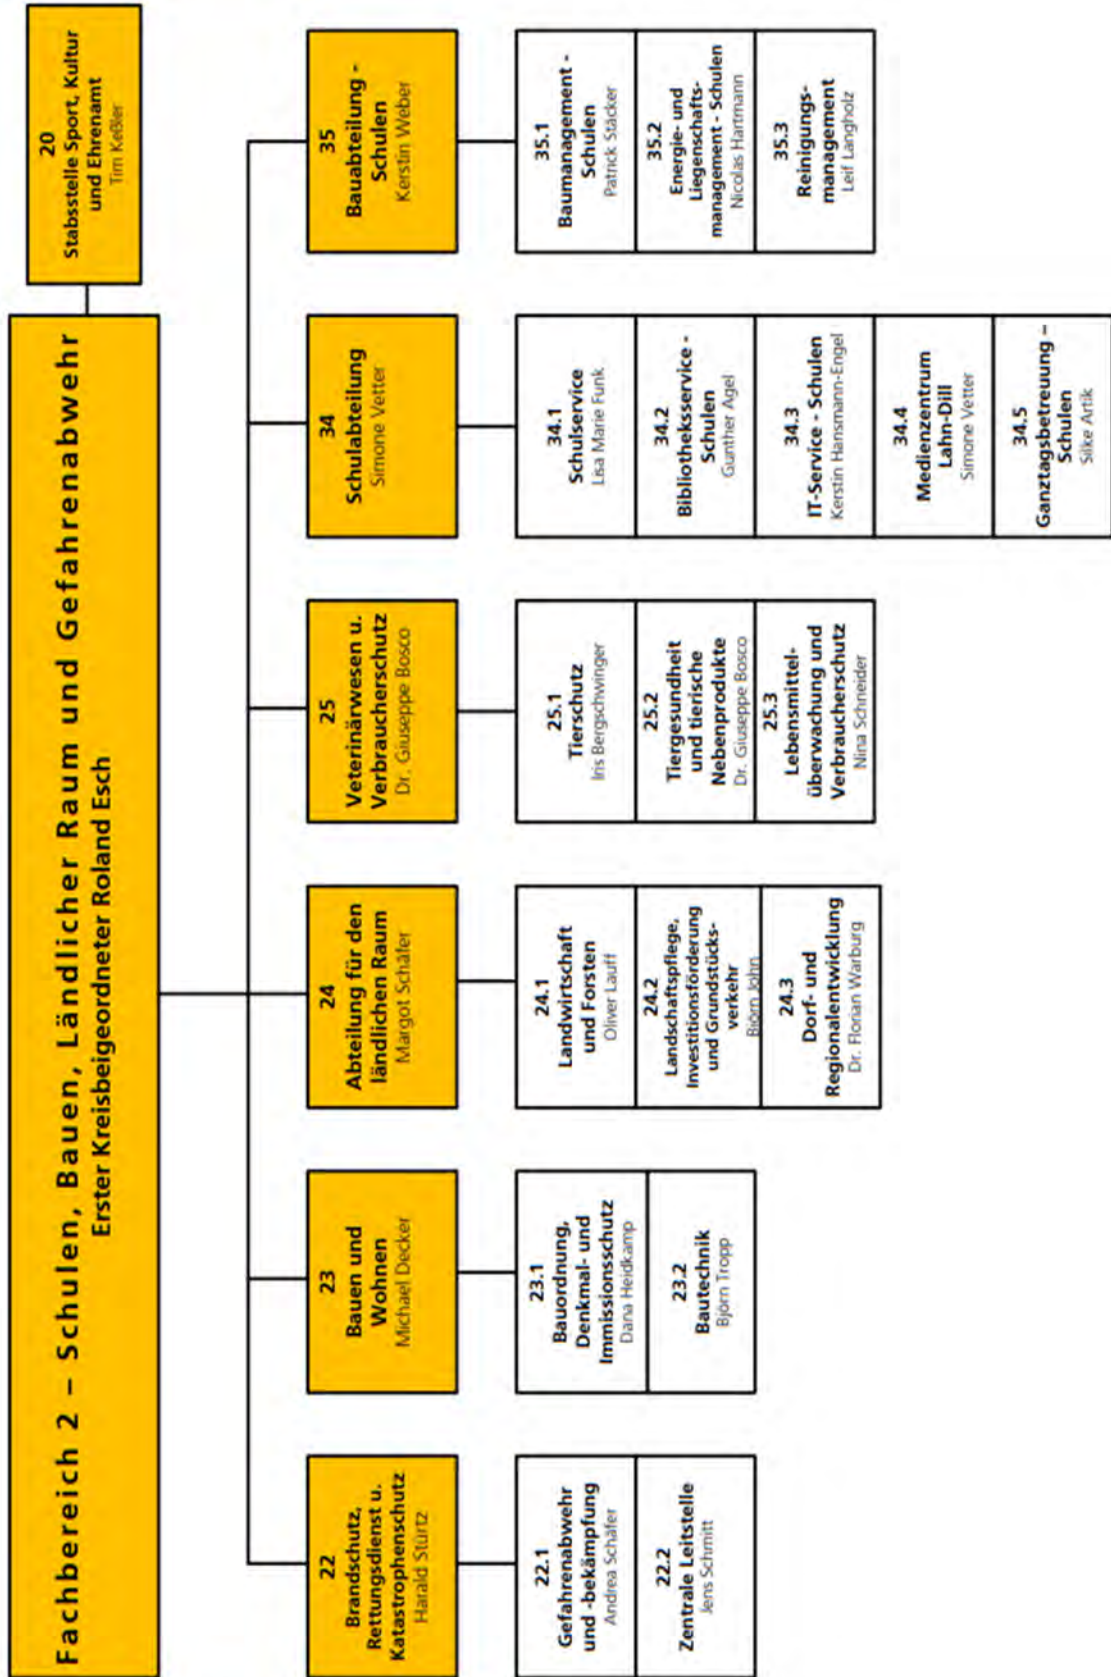 Fachbereich 2 – Schulen, Bauen, Ländlicher Raum und Gefahrenabwehr
Erster Kreisbeigeordneter Roland Esch
20
Stabsstelle Sport, Kultur
und Ehrenamt
Tim Keßler
22
Brandschutz,
Rettungsdienst u.
Katastrophenschutz
Harald Stürtz
22.1
Gefahrenabwehr
und -bekämpfung
Andrea Schäfer
22.2
Zentrale Leitstelle
Jens Schmitt
23
Bauen und
Wohnen
Michael Decker
23.1
Bauordnung,
Denkmal- und
Immissionsschutz
Dana Heidkamp
23.2
Bautechnik
Björn Tropp
24
Abteilung für den
ländlichen Raum
Margot Schäfer
24.1
Landwirtschaft
und Forsten
Oliver Lauff
24.2
Landschaftspflege,
Investitionsförderung
und Grundstücks-
verkehr
Björn John
24.3
Dorf- und
Regionalentwicklung
Dr. Florian Warburg
25
Veterinärwesen u.
Verbraucherschutz
Dr. Giuseppe Bosco
25.1
Tierschutz
Iris Bergschwinger
25.2
Tiergesundheit
und tierische
Nebenprodukte
Dr. Giuseppe Bosco
25.3
Lebensmittel-
überwachung und
Verbraucherschutz
Nina Schneider
34
Schulabteilung
Simone Vetter
34.1
Schulservice
Lisa Marie Funk
34.2
Bibliotheksservice -
Schulen
Gunther Agel
34.3
IT-Service - Schulen
Kerstin Hansmann-Engel
34.4
Medienzentrum
Lahn-Dill
Simone Vetter
34.5
Ganztagsbetreuung –
Schulen
Silke Artik
35
Bauabteilung -
Schulen
Kerstin Weber
35.1
Baumanagement -
Schulen
Patrick Stäcker
35.2
Energie- und
Liegenschafts-
management - Schulen
Nicolas Hartmann
35.3
Reinigungs-
management
Leif Langholz